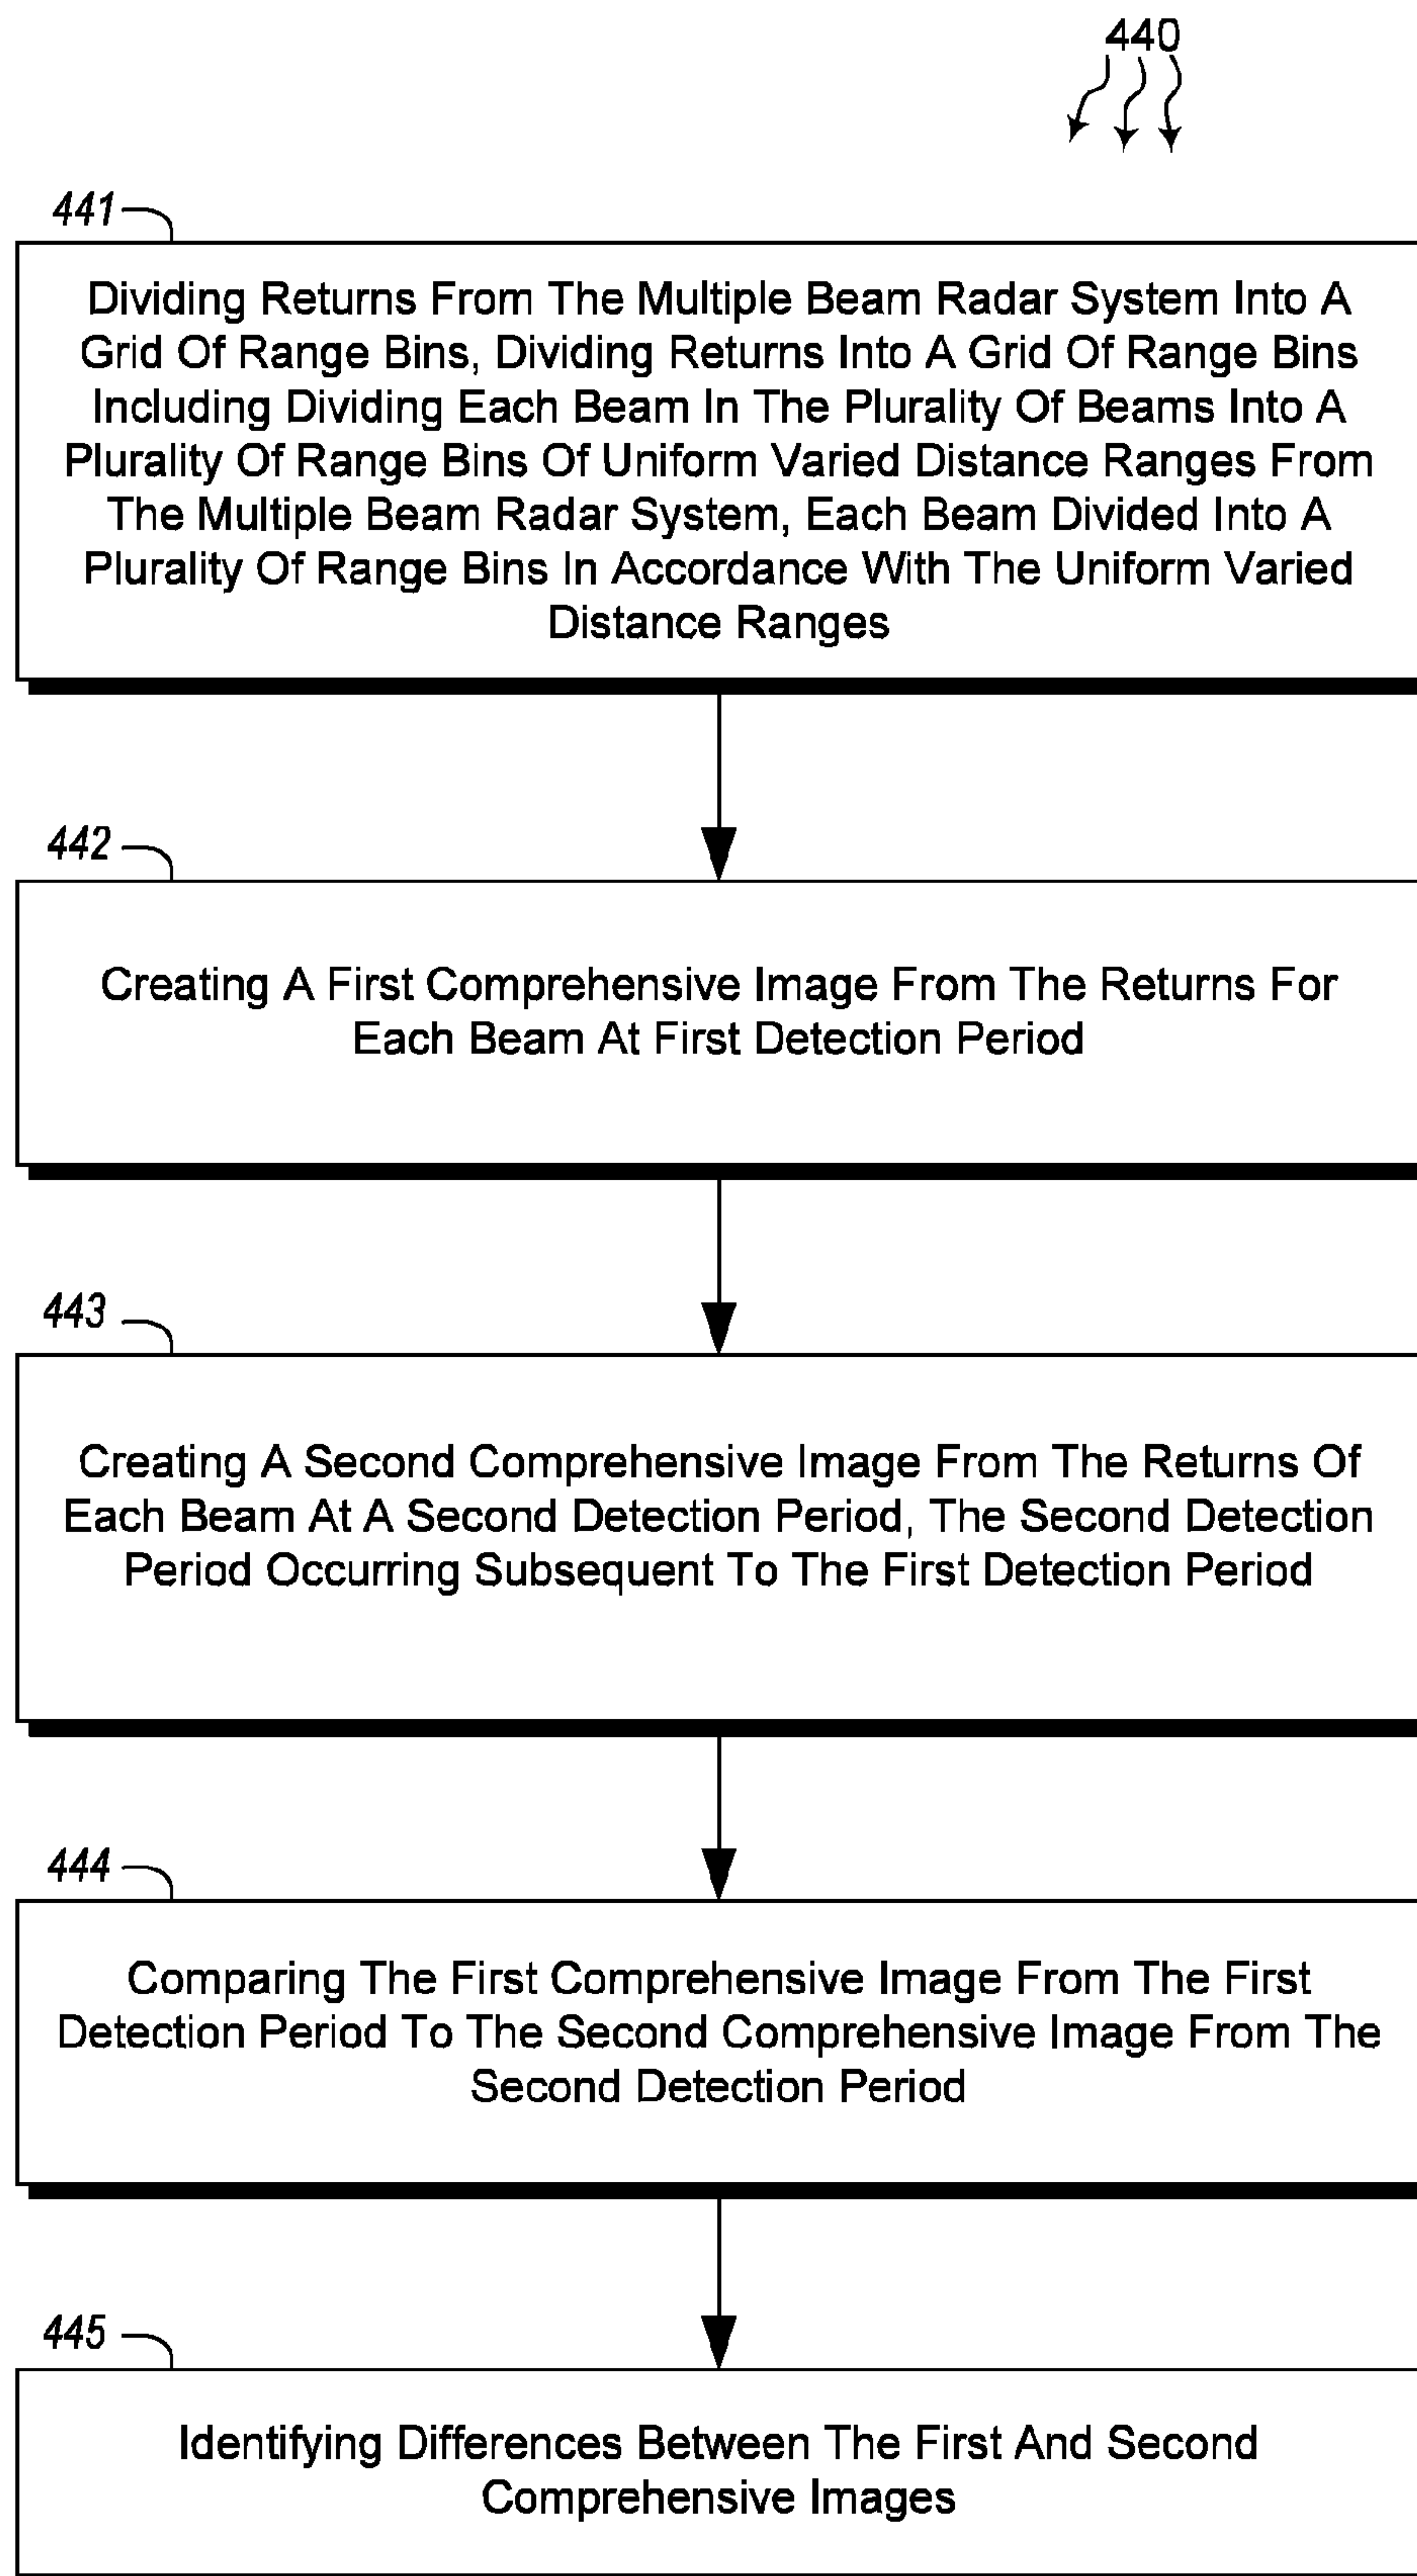 440
441
Dividing Returns From The Multiple Beam Radar System Into A
Grid Of Range Bins, Dividing Returns Into A Grid Of Range Bins
Including Dividing Each Beam In The Plurality Of Beams Into A
Plurality Of Range Bins Of Uniform Varied Distance Ranges From
The Multiple Beam Radar System, Each Beam Divided Into A
Plurality Of Range Bins In Accordance With The Uniform Varied
Distance Ranges
442
Creating A First Comprehensive Image From The Returns For
Each Beam At First Detection Period
443
Creating A Second Comprehensive Image From The Returns Of
Each Beam At A Second Detection Period, The Second Detection
Period Occurring Subsequent To The First Detection Period
444
Comparing The First Comprehensive Image From The First
Detection Period To The Second Comprehensive Image From The
Second Detection Period
445
Identifying Differences Between The First And Second
Comprehensive Images